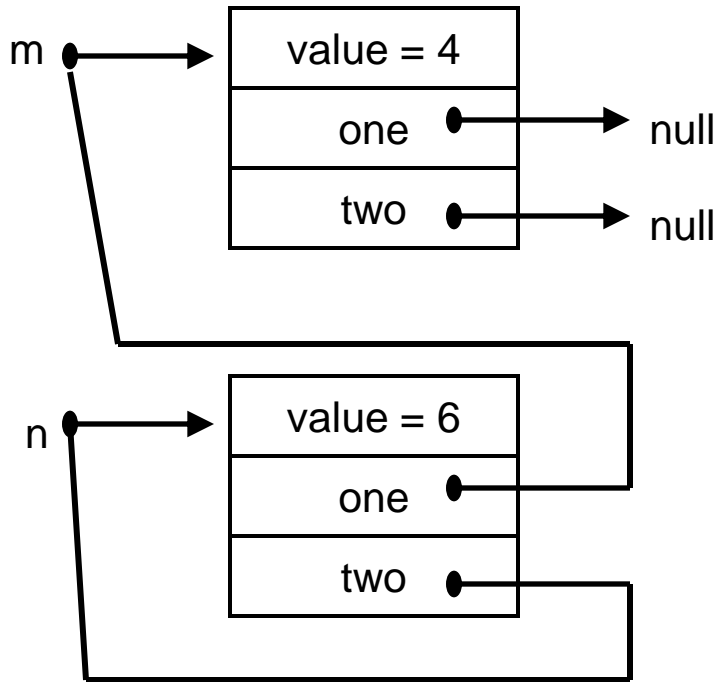 m
value = 4
one
null
two
null
n
value = 6
one
two